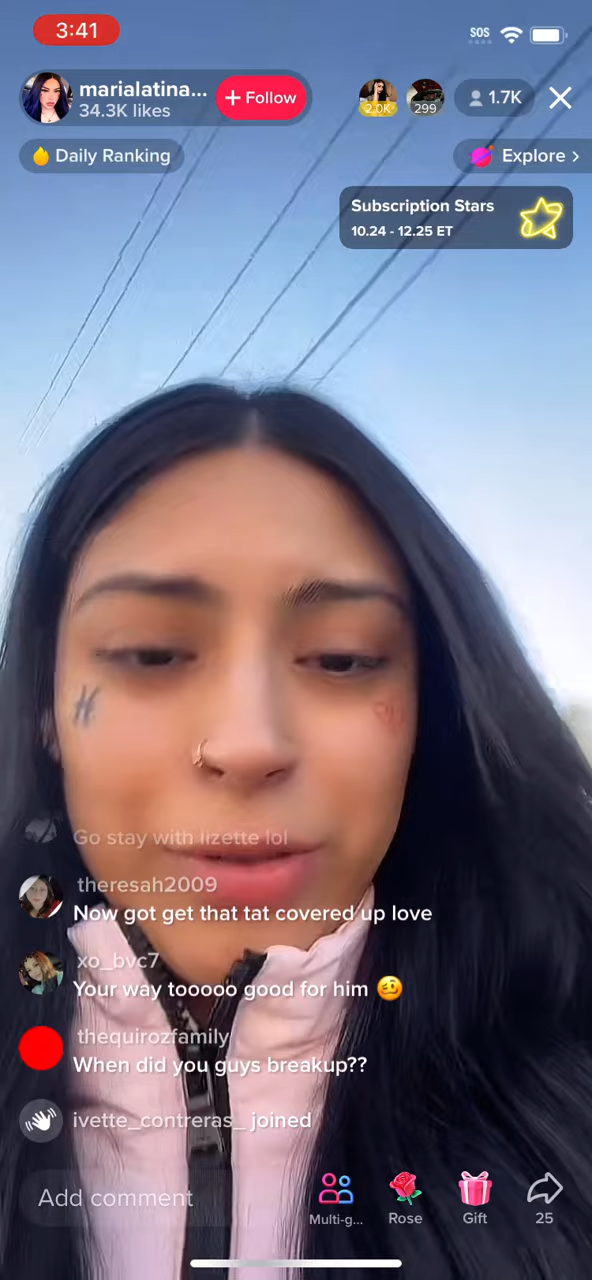 3:41
SOS
marialatina...
34.3K likes
+ Follow
2.0K
299
1.7K
Daily Ranking
Explore >
Subscription Stars
10.24 - 12.25 ET
Go stay with lizette lol
theresah2009
Now got get that tat covered up love
xo_bvc7
Your way tooooo good for him 🥴
thequirozfamily
When did you guys breakup??
ivette_contreras_ joined
Add comment
Multi-g...
Rose
Gift
25